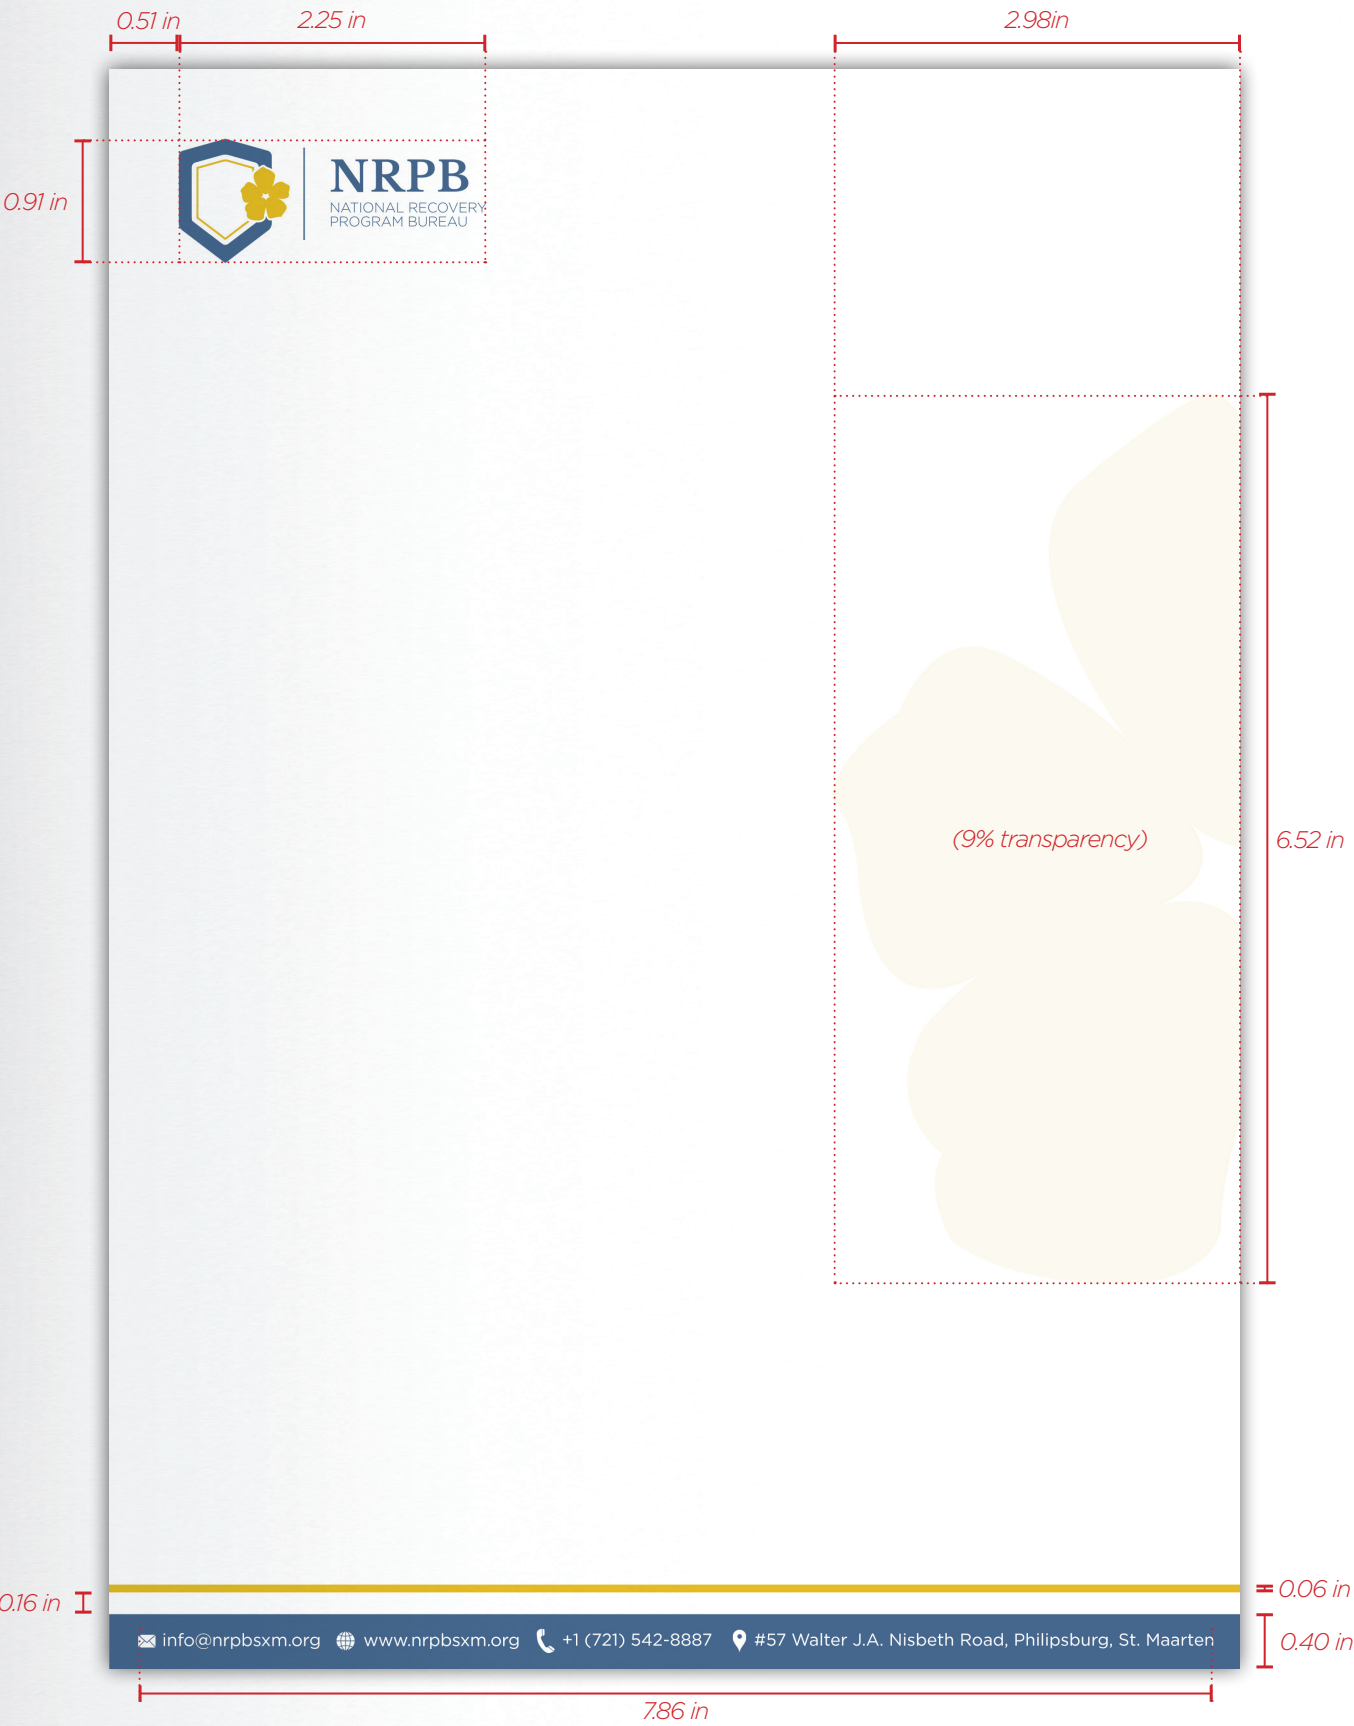 0.51 in
2.25 in
2.98in
0.91 in
NRPB
NATIONAL RECOVERY
PROGRAM BUREAU
(9% transparency)
6.52 in
0.16 in
0.06 in
info@nrpbsxm.org www.nrpbsxm.org +1 (721) 542-8887 #57 Walter J.A. Nisbeth Road, Philipsburg, St. Maarten
0.40 in
7.86 in